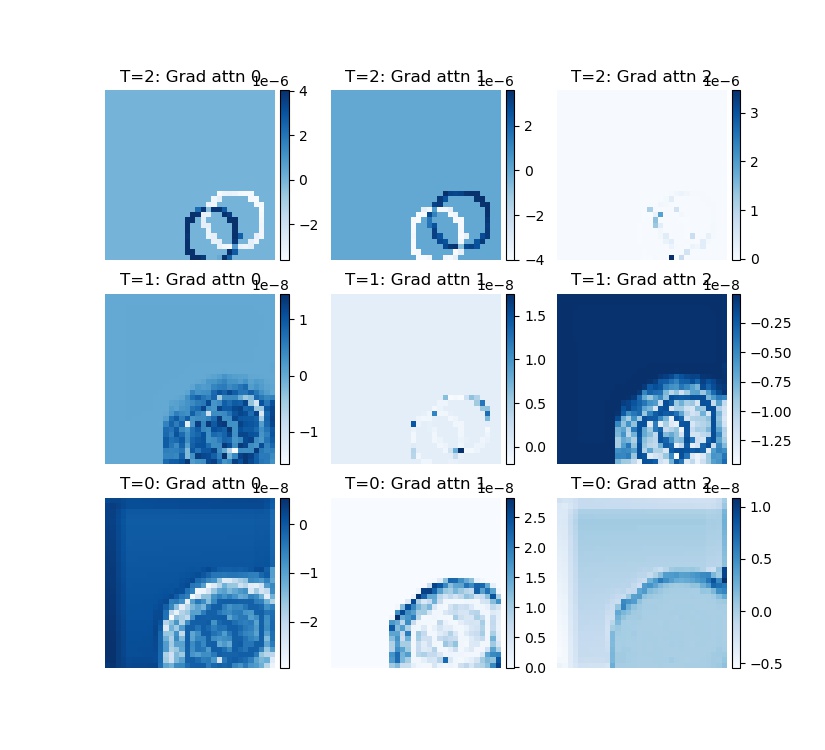 T=2: Grad attn 0
1e−6
4
2
0
−2
T=2: Grad attn 1
1e−6
2
0
−2
−4
T=2: Grad attn 2
1e−6
3
2
1
0
T=1: Grad attn 0
1e−8
1
0
−1
T=1: Grad attn 1
1e−8
1.5
1.0
0.5
0.0
T=1: Grad attn 2
1e−8
−0.25
−0.50
−0.75
−1.00
−1.25
T=0: Grad attn 0
1e−8
0
−1
−2
T=0: Grad attn 1
1e−8
2.5
2.0
1.5
1.0
0.5
0.0
T=0: Grad attn 2
1e−8
1.0
0.5
0.0
−0.5